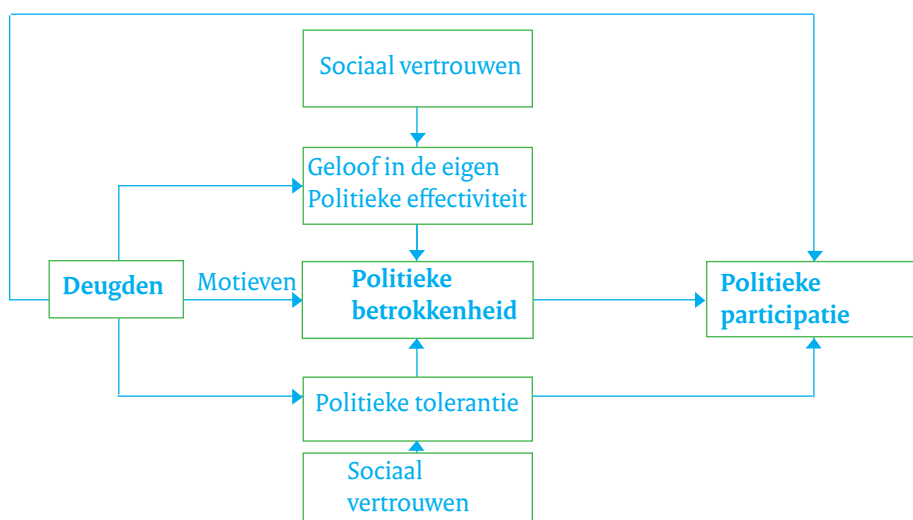 Sociaal vertrouwen
Geloof in de eigen
Politieke effectiviteit
Deugden
Motieven
Politieke
betrokkenheid
Politieke
participatie
Politieke tolerantie
Sociaal
vertrouwen